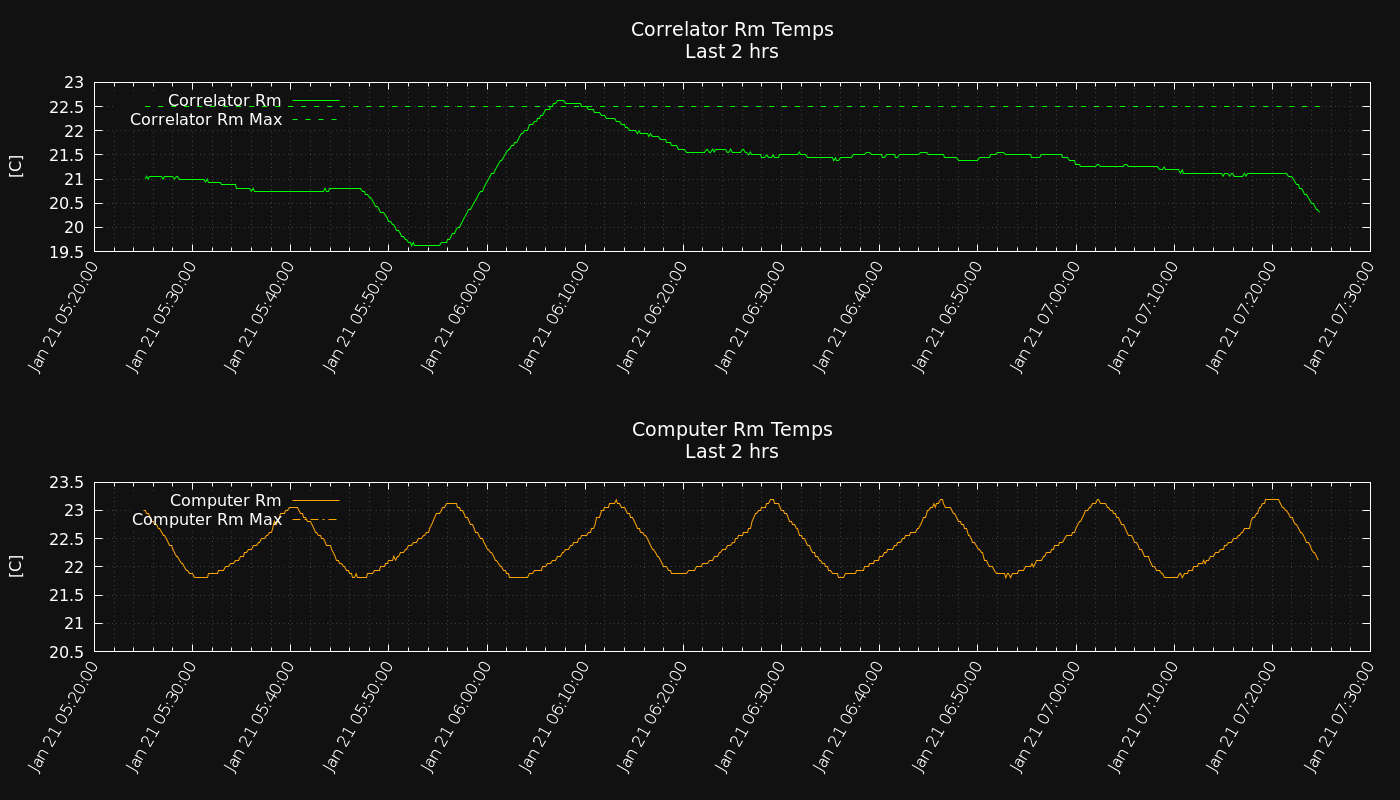 Correlator Rm Temps
Last 2 hrs
[C]
23
22.5
22
21.5
21
20.5
20
19.5
Correlator Rm
Correlator Rm Max
Jan 21 05:20:00
Jan 21 05:30:00
Jan 21 05:40:00
Jan 21 05:50:00
Jan 21 06:00:00
Jan 21 06:10:00
Jan 21 06:20:00
Jan 21 06:30:00
Jan 21 06:40:00
Jan 21 06:50:00
Jan 21 07:00:00
Jan 21 07:10:00
Jan 21 07:20:00
Jan 21 07:30:00
Computer Rm Temps
Last 2 hrs
[C]
23.5
23
22.5
22
21.5
21
20.5
Computer Rm
Computer Rm Max
Jan 21 05:20:00
Jan 21 05:30:00
Jan 21 05:40:00
Jan 21 05:50:00
Jan 21 06:00:00
Jan 21 06:10:00
Jan 21 06:20:00
Jan 21 06:30:00
Jan 21 06:40:00
Jan 21 06:50:00
Jan 21 07:00:00
Jan 21 07:10:00
Jan 21 07:20:00
Jan 21 07:30:00